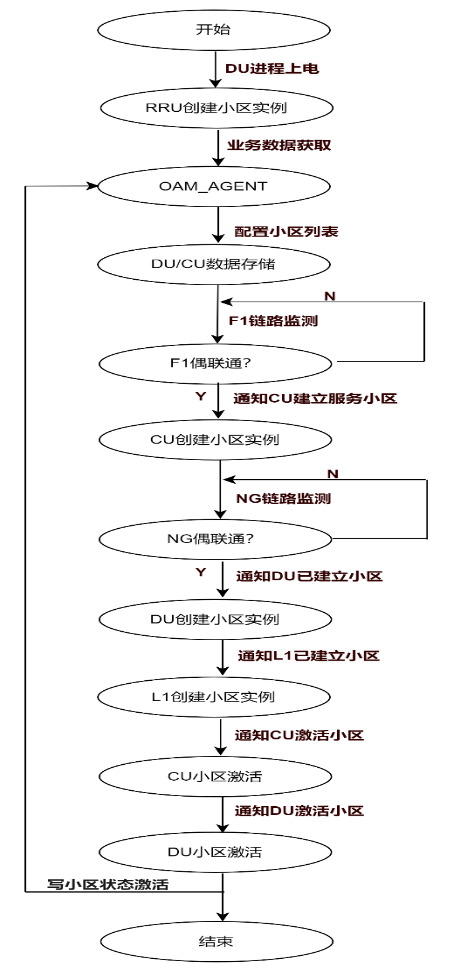 开始
DU进程上电
RRU创建小区实例
业务数据获取
OAM_AGENT
配置小区列表
DU/CU数据存储
N
F1链路监测
F1偶联通?
Y 通知CU建立服务小区
CU创建小区实例
N
NG链路监测
NG偶联通?
Y 通知DU已建立小区
DU创建小区实例
通知L1已建立小区
L1创建小区实例
通知CU激活小区
CU小区激活
通知DU激活小区
DU小区激活
写小区状态激活
结束